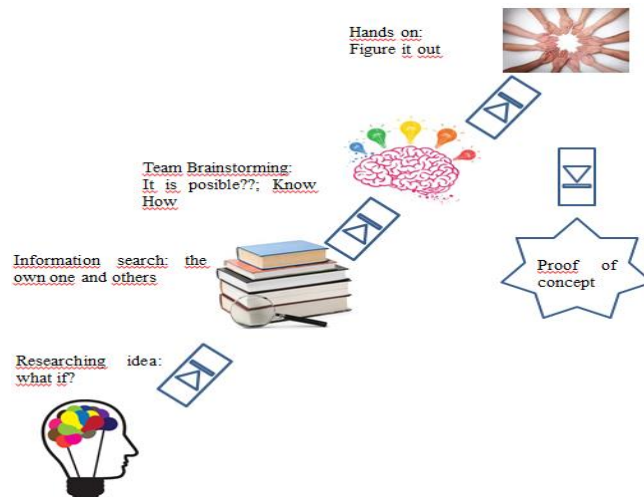 Hands on:
Figure it out
Team Brainstorming:
It is posible??; Know
How
Information search: the
own one and others
Proof of
concept
Researching idea:
what if?